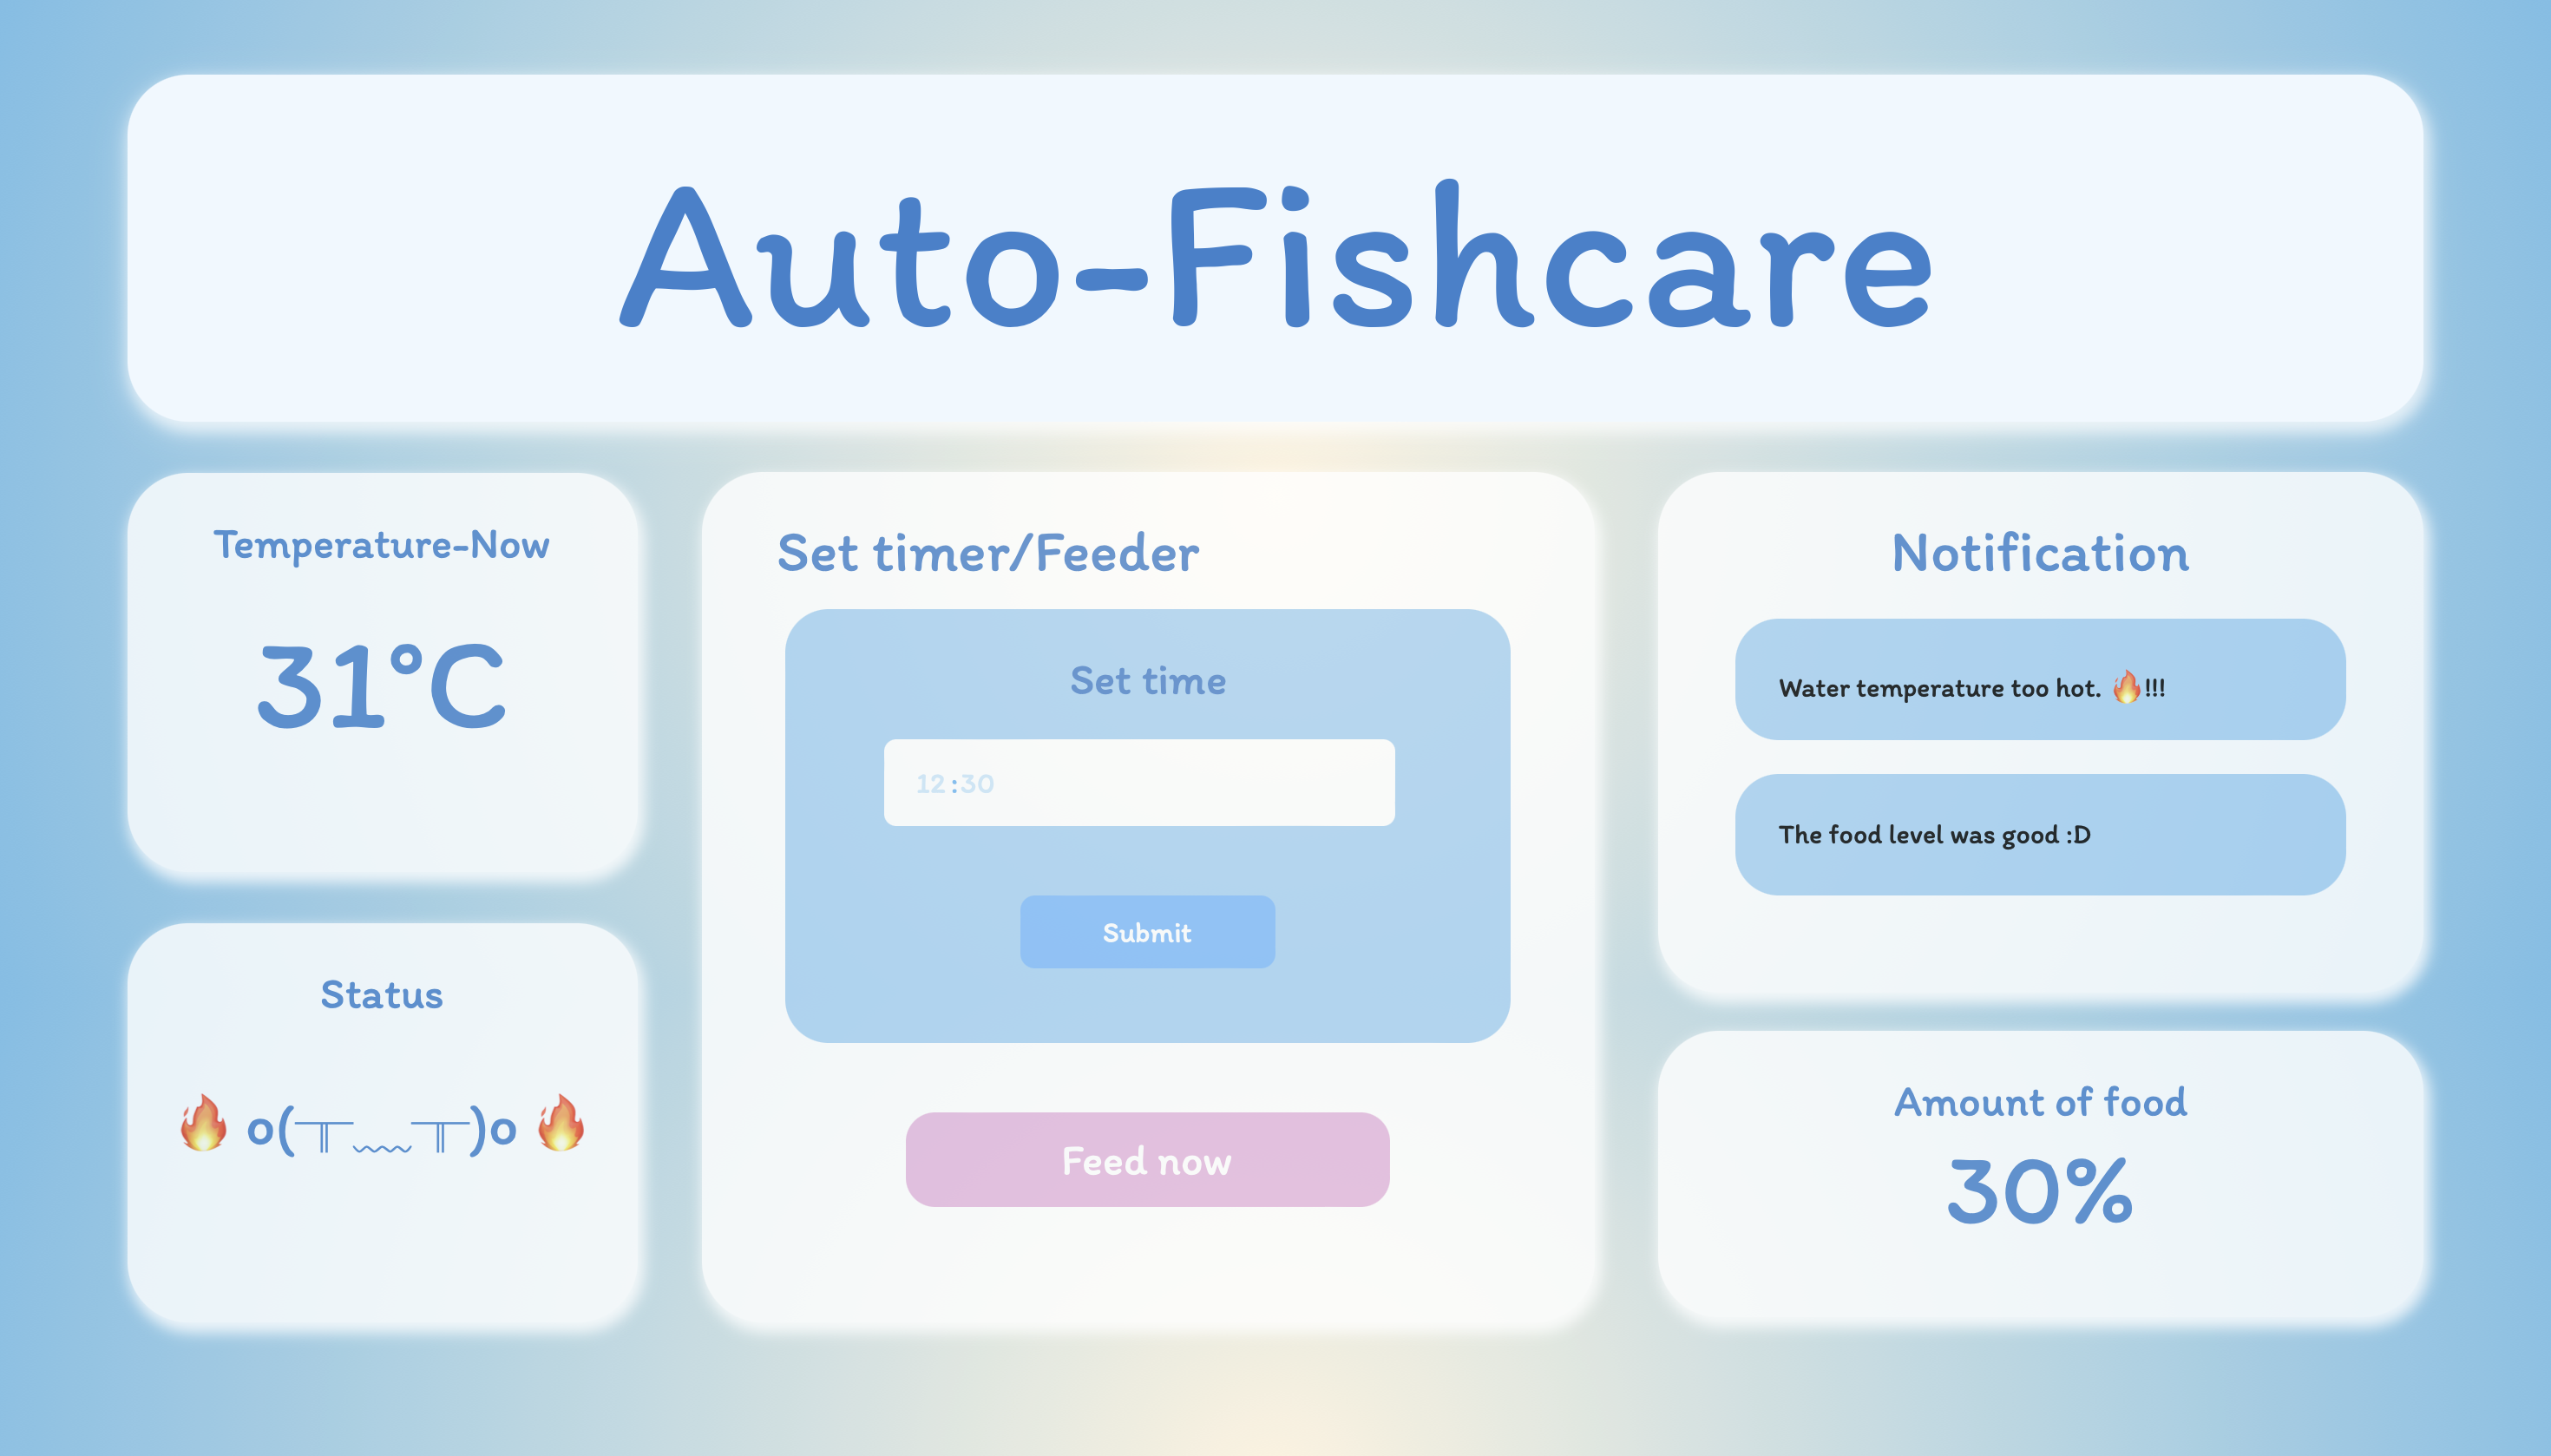 Auto-Fishcare
Temperature-Now
31°C
Status
🔥 o(╥﹏╥)o 🔥
Set timer/Feeder
Set time
12:30
Submit
Feed now
Notification
Water temperature too hot. 🔥!!!
The food level was good :D
Amount of food
30%